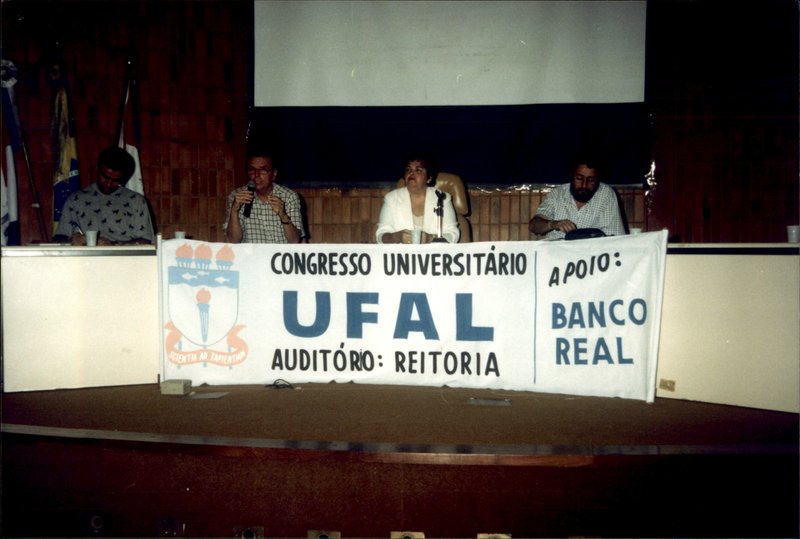 CONGRESSO UNIVERSITÁRIO
UFAL
AUDITÓRIO: REITORIA
APOIO:
BANCO
REAL
SCIENTIA AD SAPIENTIAM